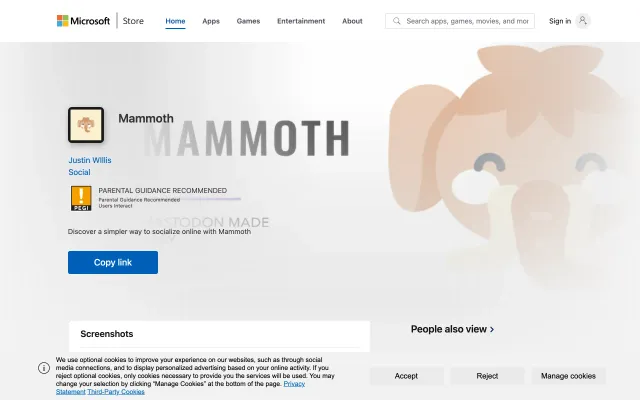 Microsoft
Store
Home
Apps
Games
Entertainment
About
Search apps, games, movies, and mor
Sign in
Mammoth
MAMMOTH
Justin WIllis
Social
PEGI
PARENTAL GUIDANCE RECOMMENDED
Parental Guidance Recommended
Users Interact
MASTODON MADE
Discover a simpler way to socialize online with Mammoth
Copy link
Screenshots
People also view
We use optional cookies to improve your experience on our websites, such as through social
media connections, and to display personalized advertising based on your online activity. If you
reject optional cookies, only cookies necessary to provide you the services will be used. You may
change your selection by clicking “Manage Cookies” at the bottom of the page. Privacy
Statement Third-Party Cookies
Accept
Reject
Manage cookies